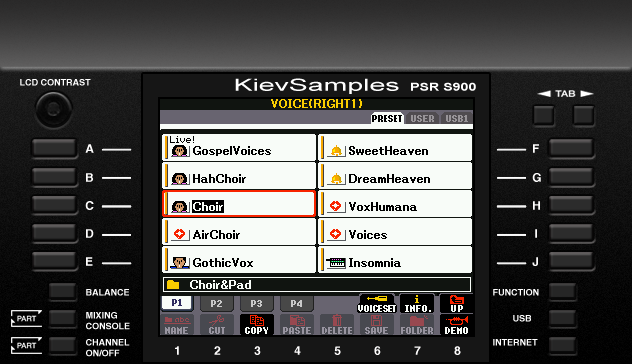 LCD CONTRAST
KievSamples PSR S900
TAB
VOICE(RIGHT1)
PRESET USER USB1
Live!
GospelVoices SweetHeaven
HahChoir DreamHeaven
Choir VoxHumana
AirChoir Voices
GothicVox Insomnia
Choir&Pad
P1 P2 P3 P4 VOICESET INFO. UP
NAME CUT COPY PASTE DELETE SAVE FOLDER DEMO
1 2 3 4 5 6 7 8
A
B
C
D
E
BALANCE
PART MIXING CONSOLE
PART CHANNEL ON/OFF
F
G
H
I
J
FUNCTION
USB
INTERNET